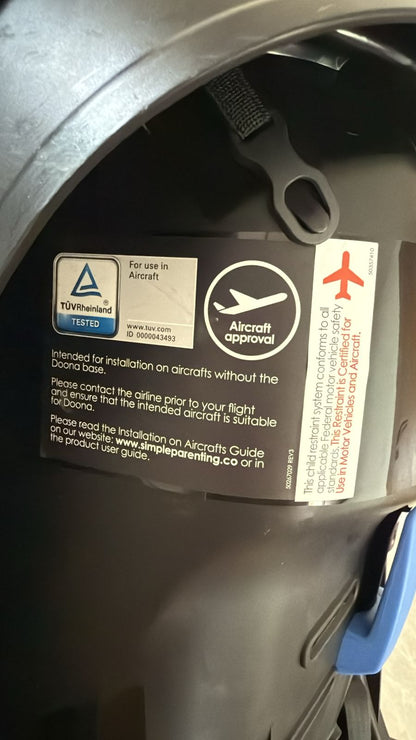 TÜVRheinland
TESTED
For use in
Aircraft
www.tuv.com
ID 0000043493
Aircraft
approval
Intended for installation on aircrafts without the
Doona base.
Please contact the airline prior to your flight
and ensure that the intended aircraft is suitable
for Doona.
Please read the Installation on Aircrafts Guide
on our website: www.simpleparenting.co or in
the product user guide.
This child restraint system conforms to all
applicable Federal motor vehicle safety
standards. This Restraint is Certified for
Use in Motor Vehicles and Aircraft.